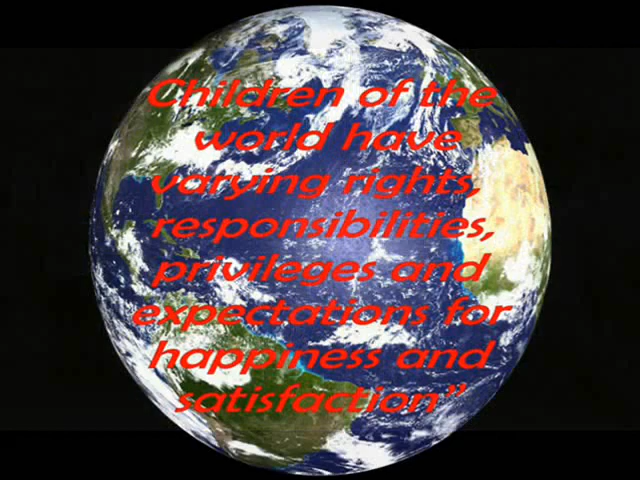 Children of the
world have
varying rights,
responsibilities,
privileges and
expectations for
happiness and
satisfaction”